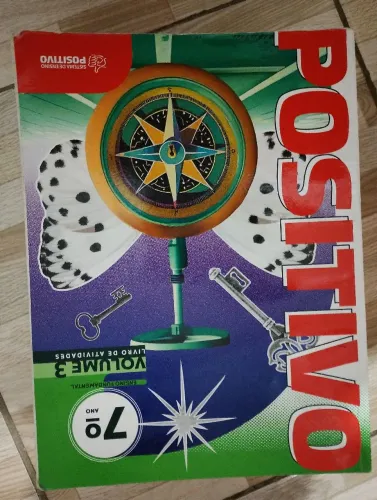 SISTEMA DE ENSINO
POSITIVO
POSITIVO
7º
ANO
ENSINO FUNDAMENTAL
VOLUME 3
LIVRO DE ATIVIDADES